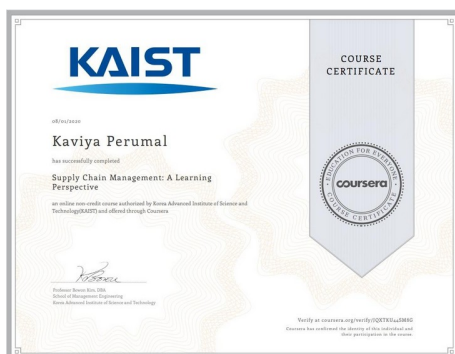 KAIST
COURSE
CERTIFICATE
EDUCATION FOR EVERYONE
coursera
COURSE CERTIFICATE
08/01/2020
Kaviya Perumal
has successfully completed
Supply Chain Management: A Learning
Perspective
an online non-credit course authorized by Korea Advanced Institute of Science and
Technology(KAIST) and offered through Coursera
Professor Bowon Kim, DBA
School of Management Engineering
Korea Advanced Institute of Science and Technology
Verify at coursera.org/verify/
Coursera has confirmed the identity of this individual and
their participation in the course.